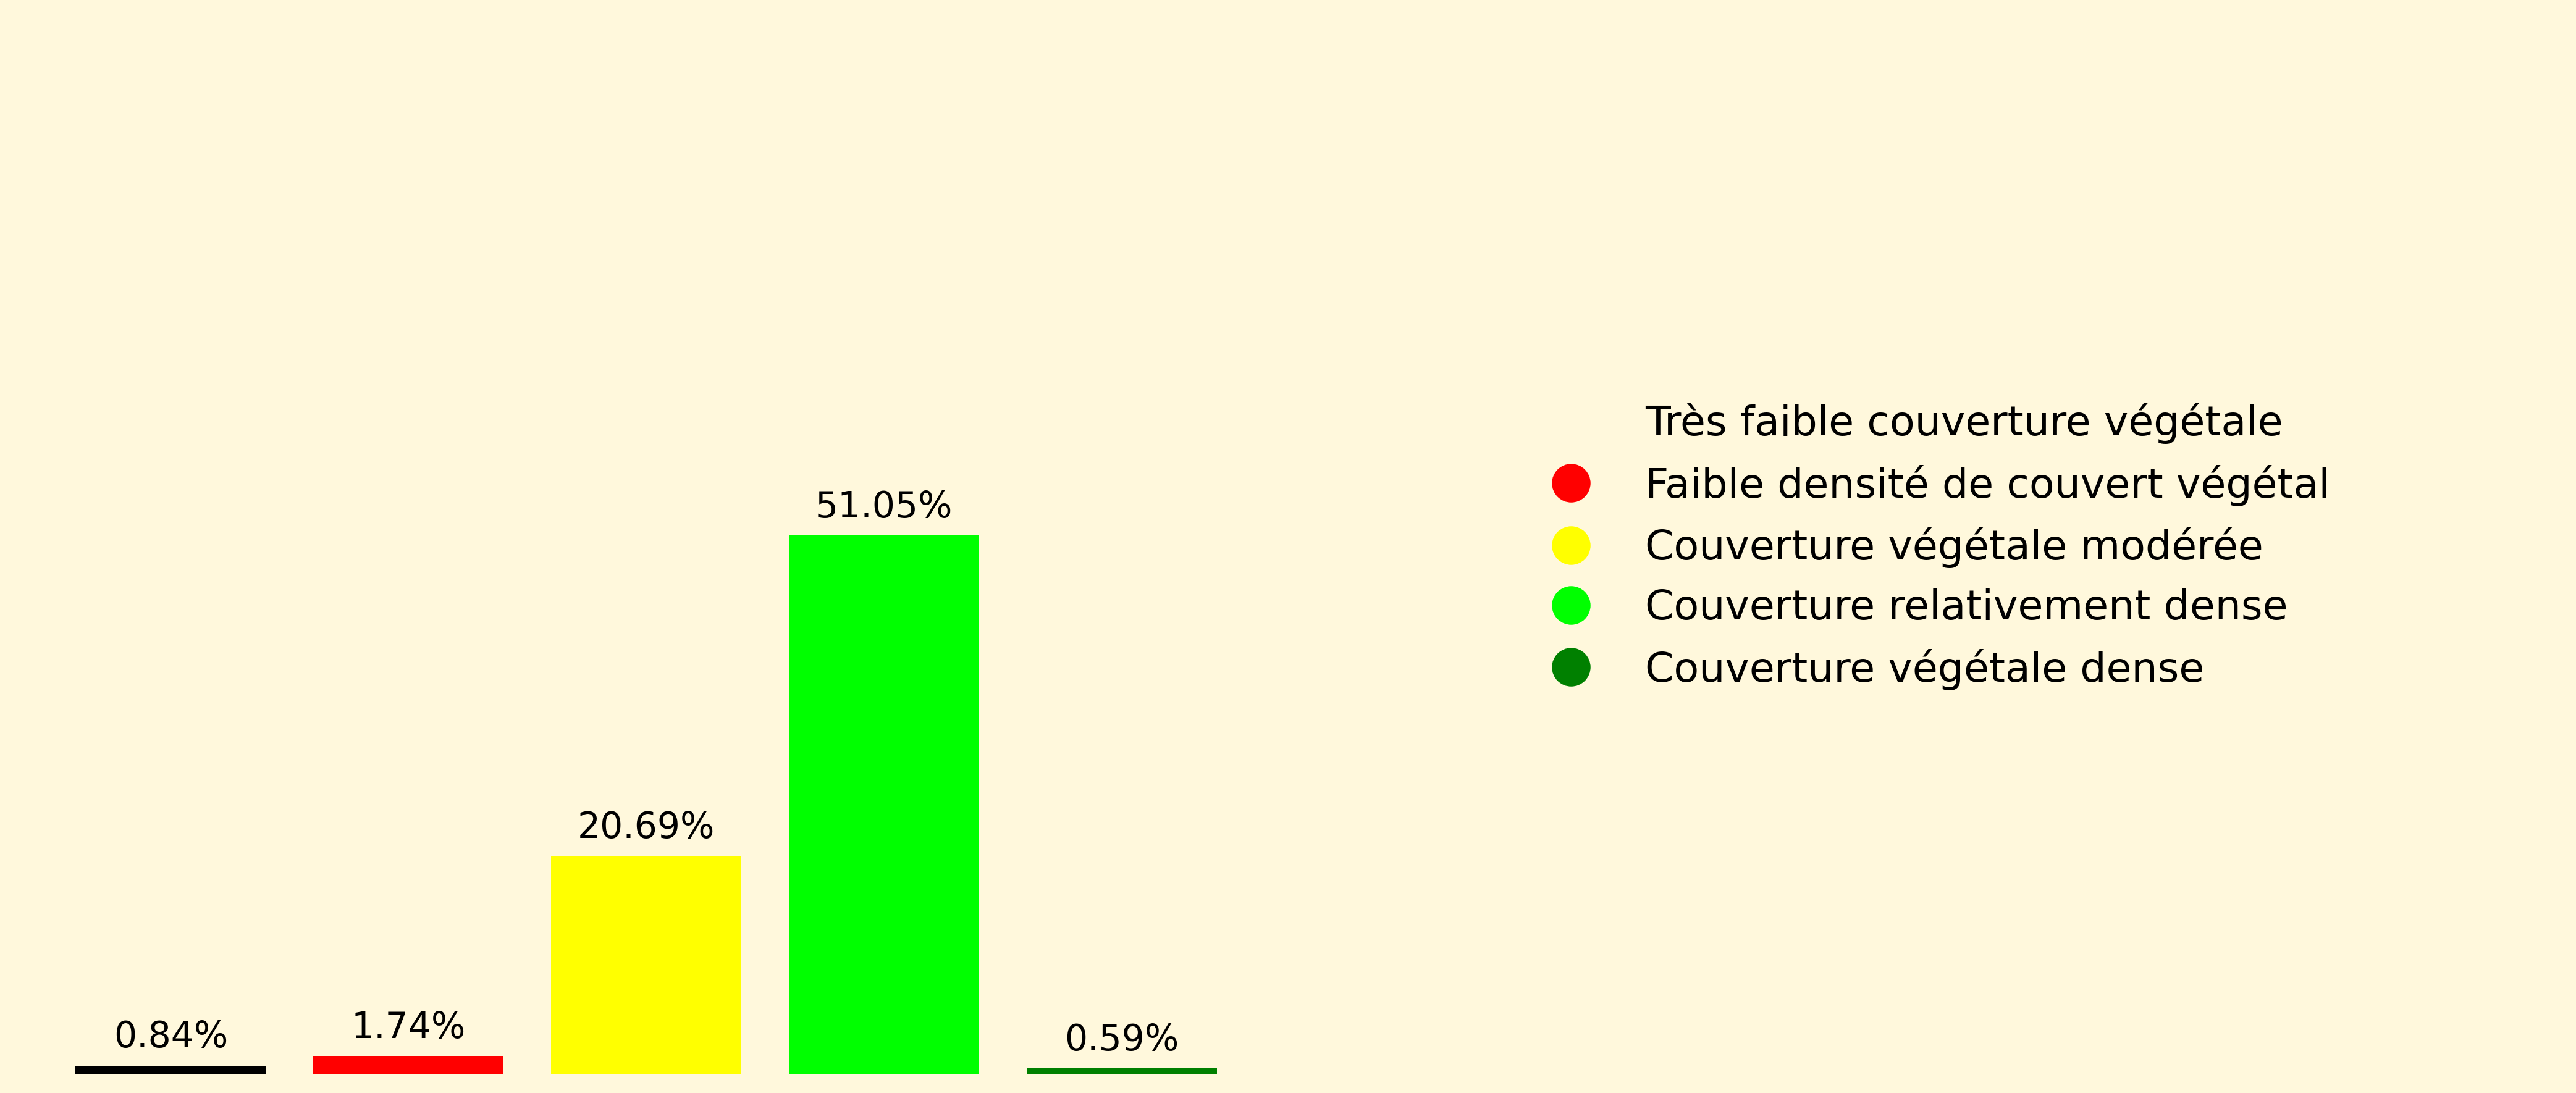 51.05%
20.69%
1.74%
0.84%
0.59%
Très faible couverture végétale
Faible densité de couvert végétal
Couverture végétale modérée
Couverture relativement dense
Couverture végétale dense